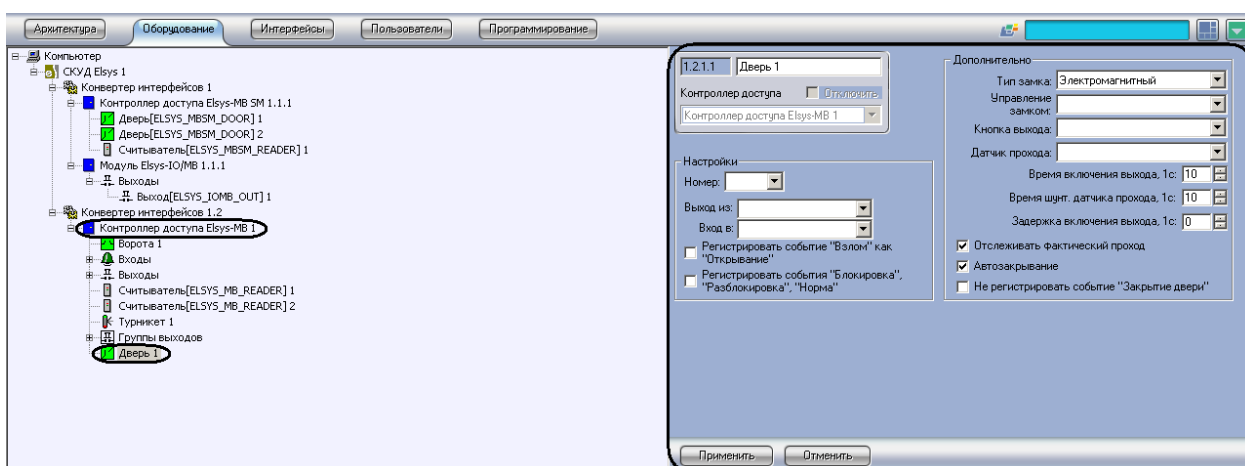 Архитектура Оборудование Интерфейсы Пользователи Программирование
Компьютер
СКУД Elsys 1
Конвертер интерфейсов 1
Контроллер доступа Elsys-MB SM 1.1.1
Дверь[ELSYS_MBSM_DOOR] 1
Дверь[ELSYS_MBSM_DOOR] 2
Считыватель[ELSYS_MBSM_READER] 1
Модуль Elsys-IO/MB 1.1.1
Выходы
Выход[ELSYS_IOMB_OUT] 1
Конвертер интерфейсов 1.2
Контроллер доступа Elsys-MB 1
Ворота 1
Входы
Выходы
Считыватель[ELSYS_MB_READER] 1
Считыватель[ELSYS_MB_READER] 2
Турникет 1
Группы выходов
Дверь 1
1.2.1.1 Дверь 1
Контроллер доступа Отключить
Контроллер доступа Elsys-MB 1
Настройки
Номер:
Выход из:
Вход в:
Регистрировать событие "Взлом" как
"Открывание"
Регистрировать события "Блокировка",
"Разблокировка", "Норма"
Дополнительно
Тип замка: Электромагнитный
Управление
замком:
Кнопка выхода:
Датчик прохода:
Время включения выхода, 1с: 10
Время шунт. датчика прохода, 1с: 10
Задержка включения выхода, 1с: 0
Отслеживать фактический проход
Автозакрывание
Не регистрировать событие "Закрытие двери"
Применить Отменить